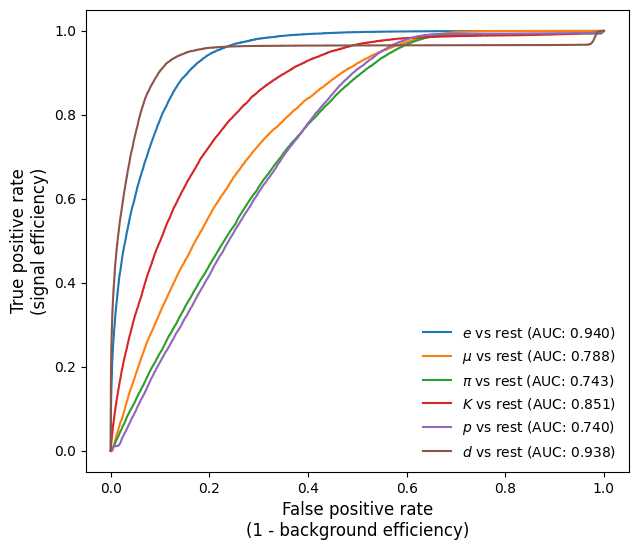 1.0
0.8
0.6
0.4
0.2
0.0
True positive rate
(signal efficiency)
e vs rest (AUC: 0.940)
μ vs rest (AUC: 0.788)
π vs rest (AUC: 0.743)
K vs rest (AUC: 0.851)
p vs rest (AUC: 0.740)
d vs rest (AUC: 0.938)
0.0 0.2 0.4 0.6 0.8 1.0
False positive rate
(1 - background efficiency)